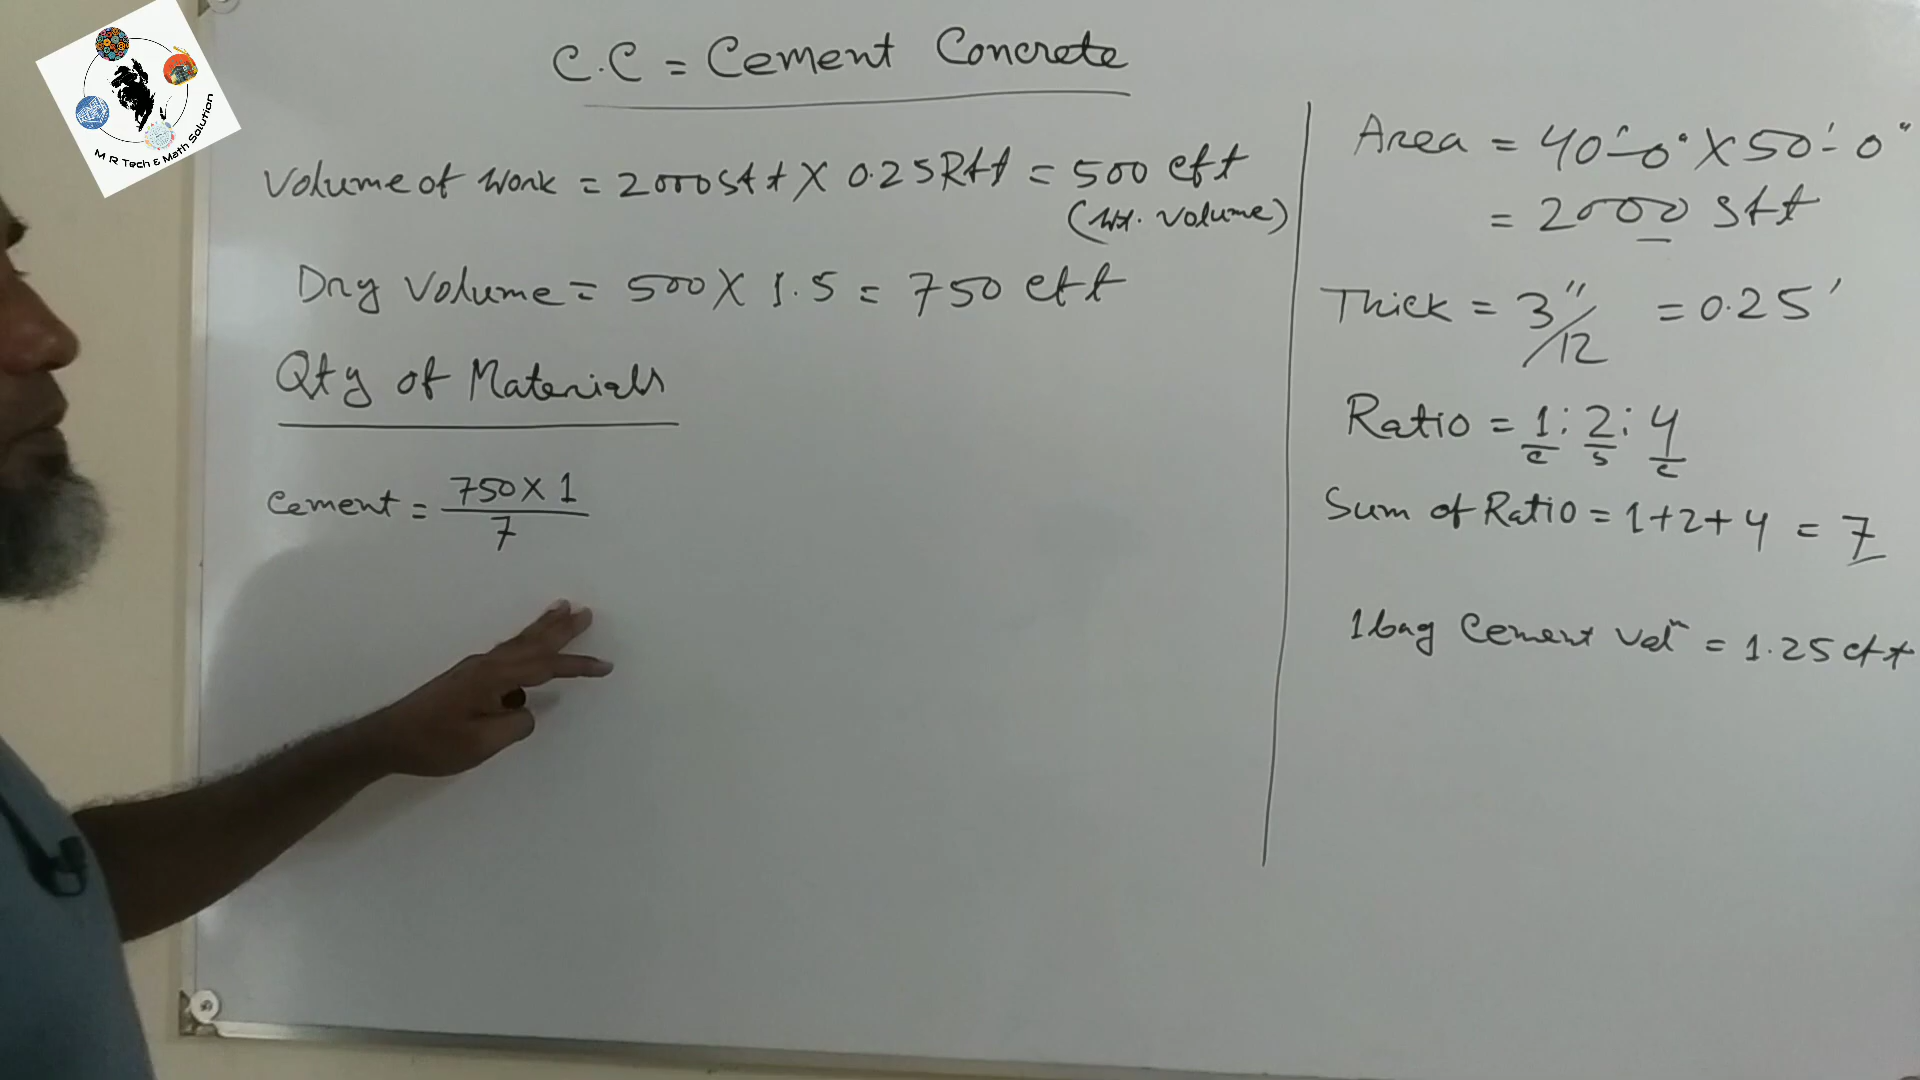 M R Tech & Math Solution
C.C = Cement Concrete
Volume of Work = 2000 Sft X 0.25 Rft = 500 cft
(Wt. Volume)
Dry Volume = 500 X 1.5 = 750 cft
Qty of Materials
Cement = 750 X 1
7
Area = 40'-0" X 50'-0"
= 2000 Sft
Thick = 3"/12 = 0.25'
Ratio = 1 : 2 : 4
c s c
Sum of Ratio = 1+2+4 = 7
1 bag Cement = 1.25 cft